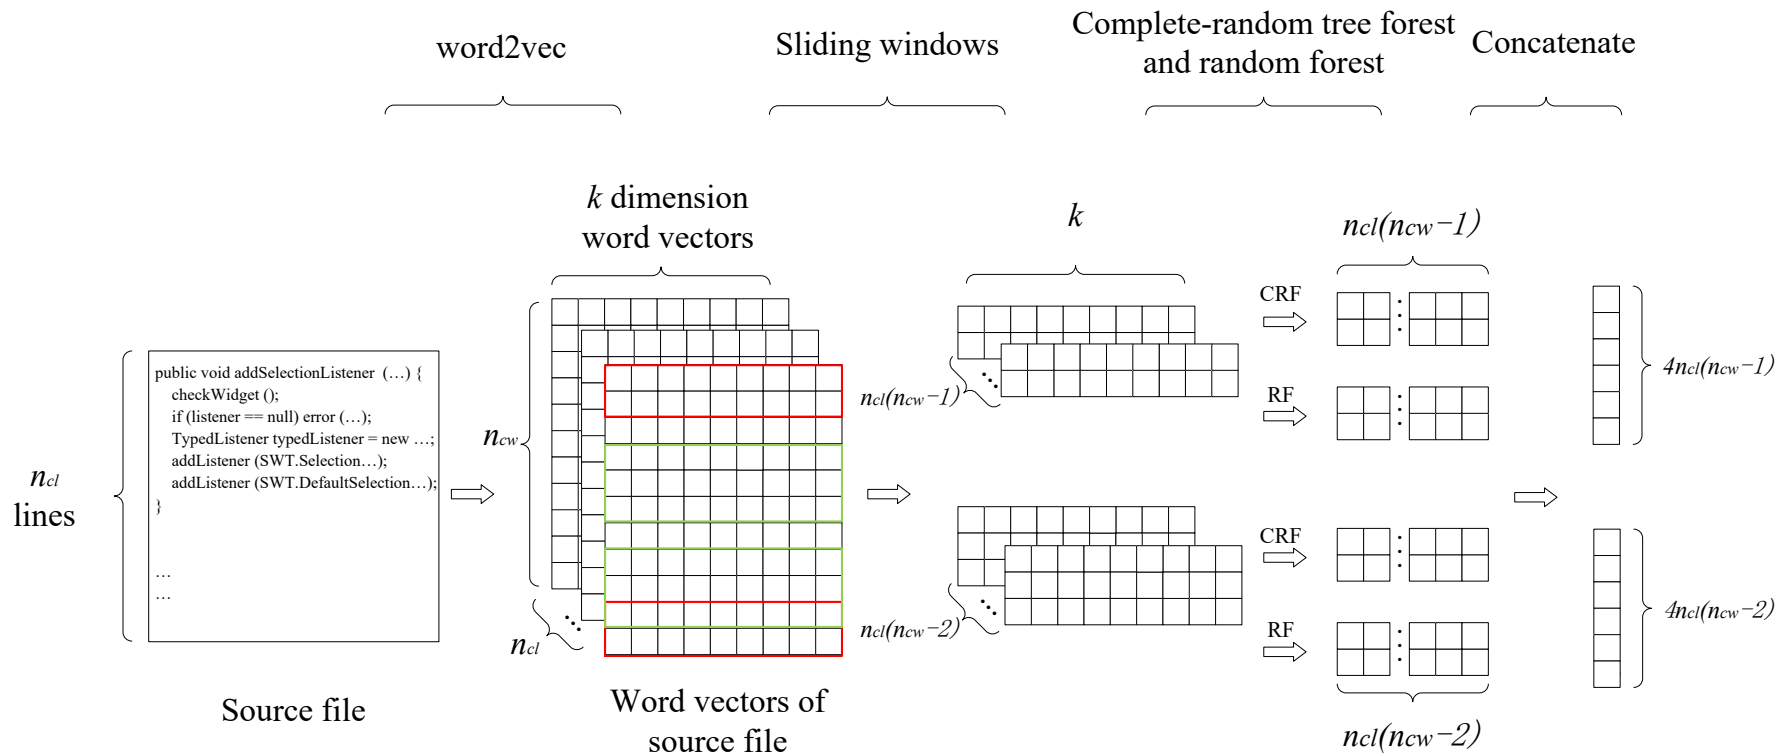 word2vec
Sliding windows
Complete-random tree forest
and random forest
Concatenate
k dimension
word vectors
k
ncl(ncw−1)
CRF
RF
ncl
lines
public void addSelectionListener (…) {
checkWidget ();
if (listener == null) error (…);
TypedListener typedListener = new …;
addListener (SWT.Selection…);
addListener (SWT.DefaultSelection…);
}
…
…
ncw
ncl
ncl(ncw−1)
4ncl(ncw−1)
ncl(ncw−2)
CRF
RF
4ncl(ncw−2)
ncl(ncw−2)
Source file
Word vectors of
source file